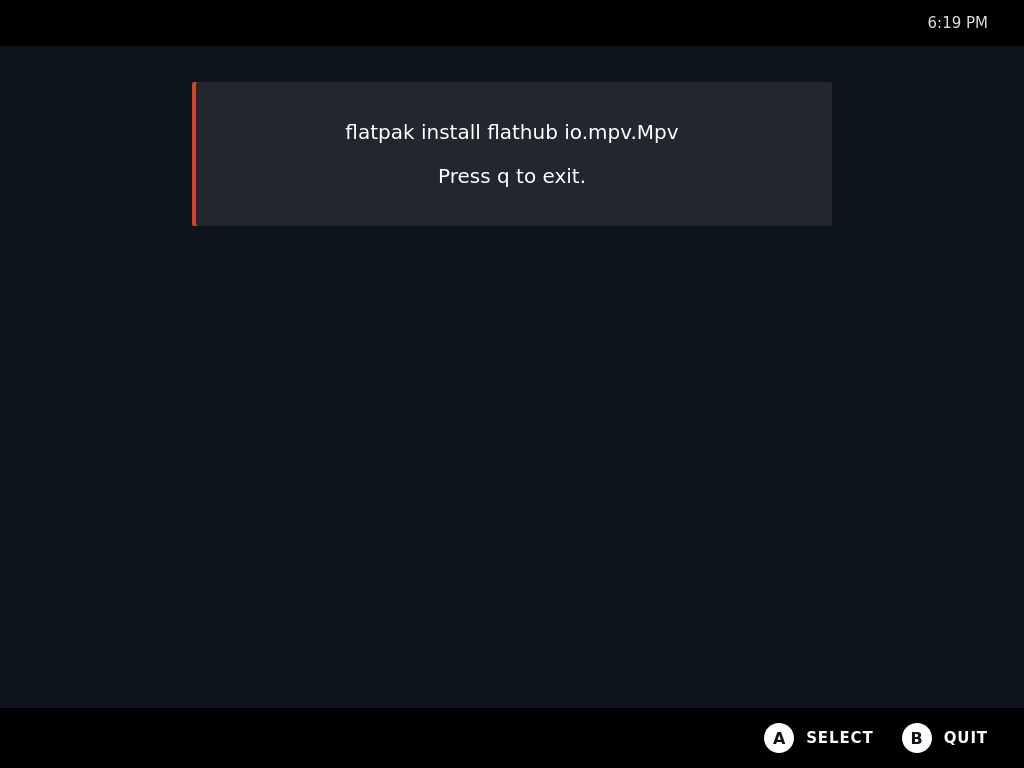 6:19 PM
flatpak install flathub io.mpv.Mpv
Press q to exit.
A SELECT B QUIT